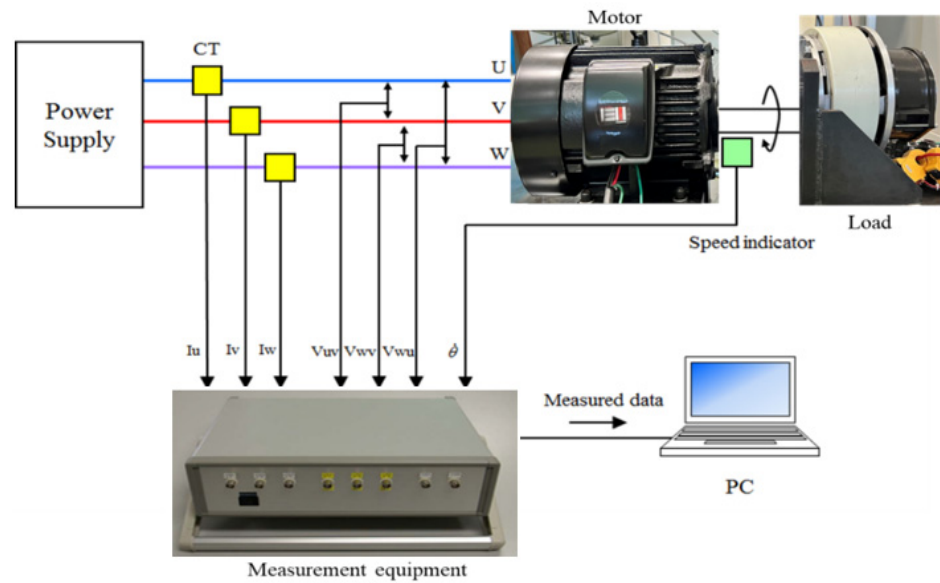 Motor
CT
U
Power
Supply
V
W
Load
Speed indicator
Iu
Iv
Iw
Vuv
Vwv
Vwu
θ̇
Measured data
PC
Measurement equipment